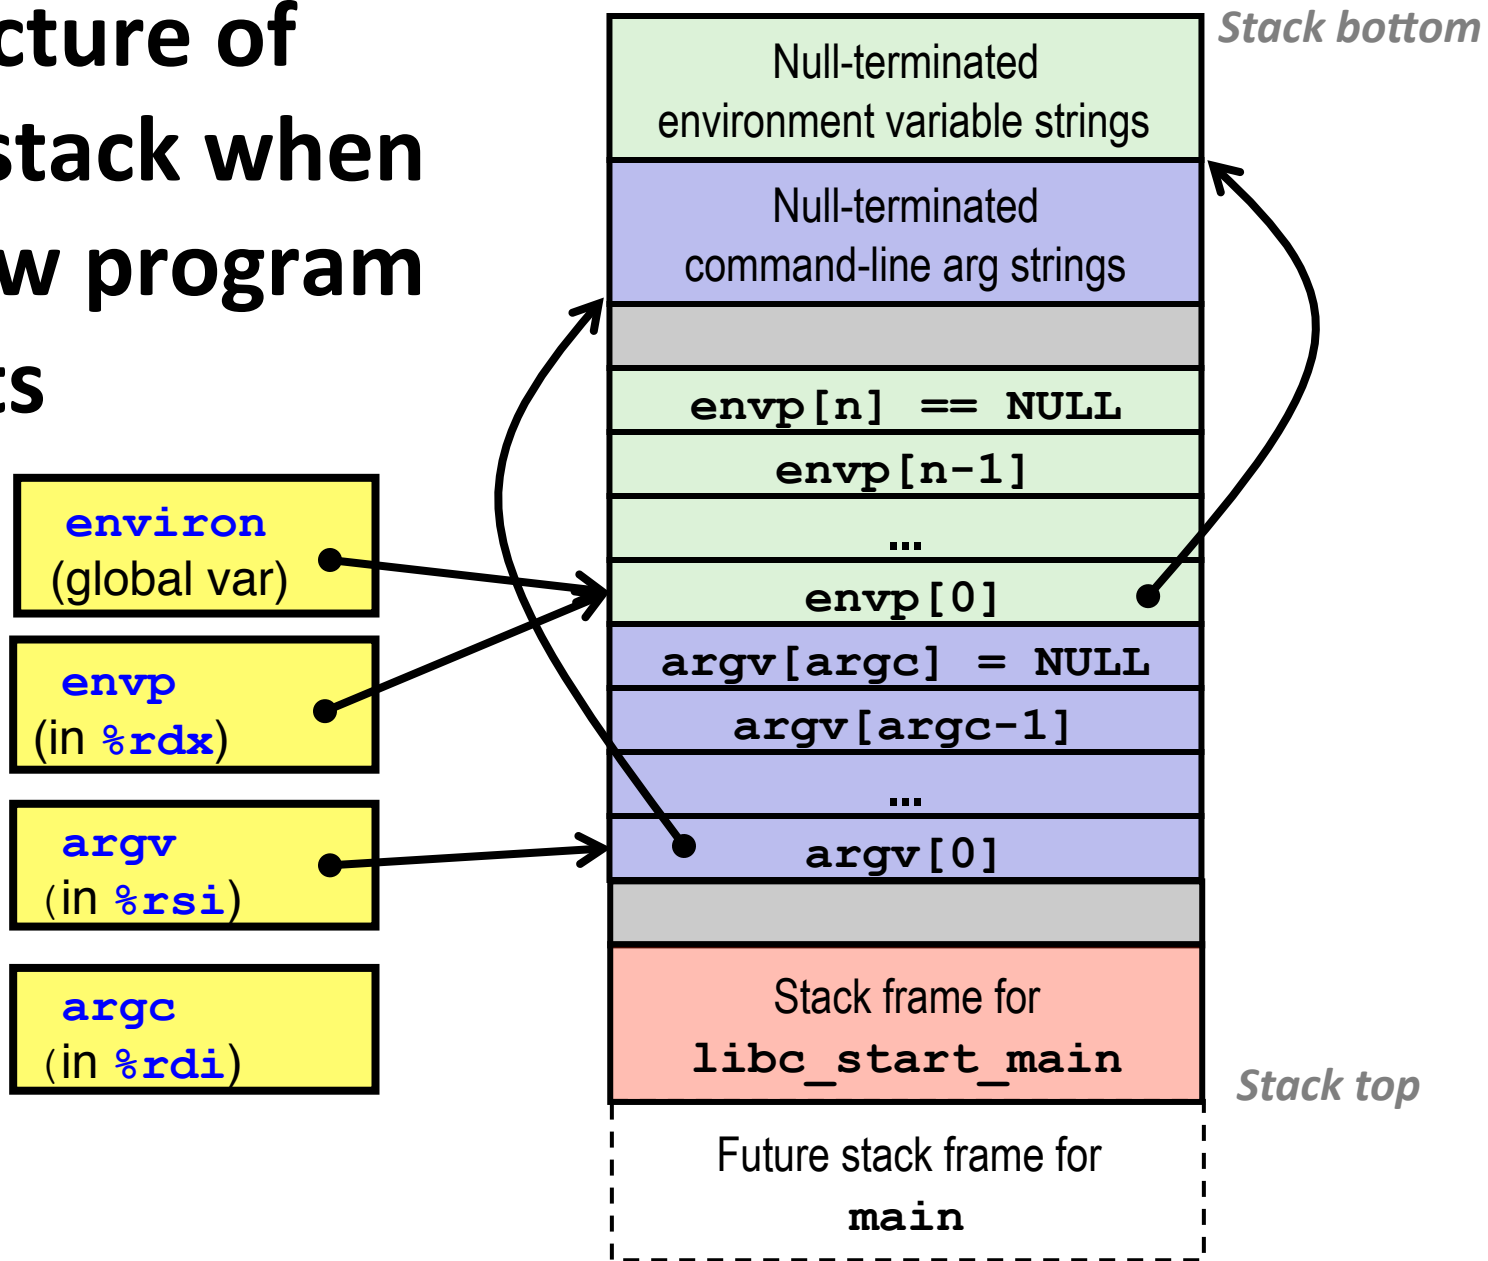 cture of
stack when
w program
ts
Stack bottom
Null-terminated
environment variable strings
Null-terminated
command-line arg strings
envp[n] == NULL
envp[n-1]
...
envp[0]
argv[argc] = NULL
argv[argc-1]
...
argv[0]
Stack frame for
libc_start_main
Stack top
Future stack frame for
main
environ
(global var)
envp
(in %rdx)
argv
(in %rsi)
argc
(in %rdi)